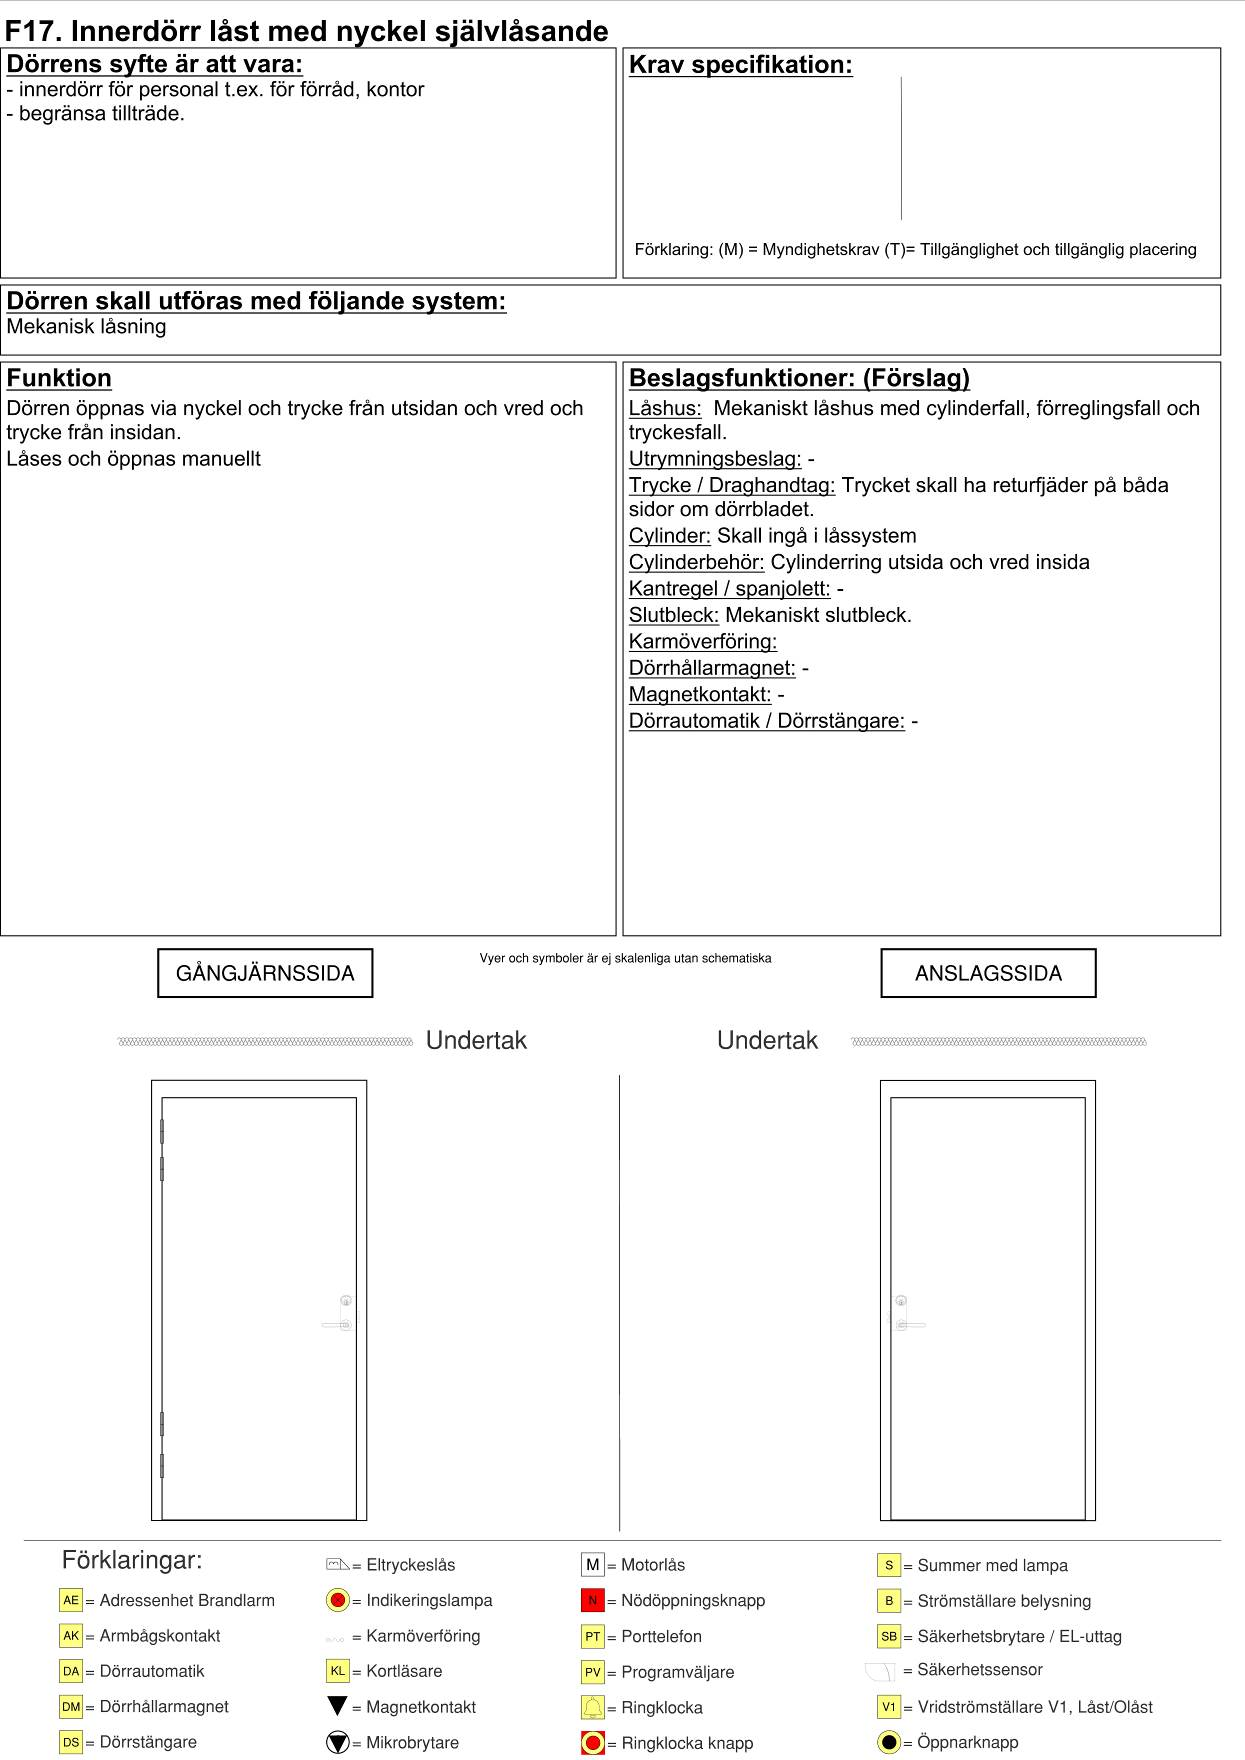 F17. Innerdörr låst med nyckel självlåsande
Dörrens syfte är att vara:
- innerdörr för personal t.ex. för förråd, kontor
- begränsa tillträde.
Krav specifikation:
Förklaring: (M) = Myndighetskrav (T)= Tillgänglighet och tillgänglig placering
Dörren skall utföras med följande system:
Mekanisk låsning
Funktion
Dörren öppnas via nyckel och trycke från utsidan och vred och
trycke från insidan.
Låses och öppnas manuellt
Beslagsfunktioner: (Förslag)
Låshus:  Mekaniskt låshus med cylinderfall, förreglingsfall och
tryckesfall.
Utrymningsbeslag: -
Trycke / Draghandtag: Trycket skall ha returfjäder på båda
sidor om dörrbladet.
Cylinder: Skall ingå i låssystem
Cylinderbehör: Cylinderring utsida och vred insida
Kantregel / spanjolett: -
Slutbleck: Mekaniskt slutbleck.
Karmöverföring:
Dörrhållarmagnet: -
Magnetkontakt: -
Dörrautomatik / Dörrstängare: -
GÅNGJÄRNSSIDA
Vyer och symboler är ej skalenliga utan schematiska
ANSLAGSSIDA
Undertak
Undertak
Förklaringar:
AE = Adressenhet Brandlarm
AK = Armbågskontakt
DA = Dörrautomatik
DM = Dörrhållarmagnet
DS = Dörrstängare
= Eltryckeslås
= Indikeringslampa
= Karmöverföring
KL = Kortläsare
= Magnetkontakt
= Mikrobrytare
M = Motorlås
N = Nödöppningsknapp
PT = Porttelefon
PV = Programväljare
= Ringklocka
= Ringklocka knapp
S = Summer med lampa
B = Strömställare belysning
SB = Säkerhetsbrytare / EL-uttag
= Säkerhetssensor
V1 = Vridströmställare V1, Låst/Olåst
= Öppnarknapp